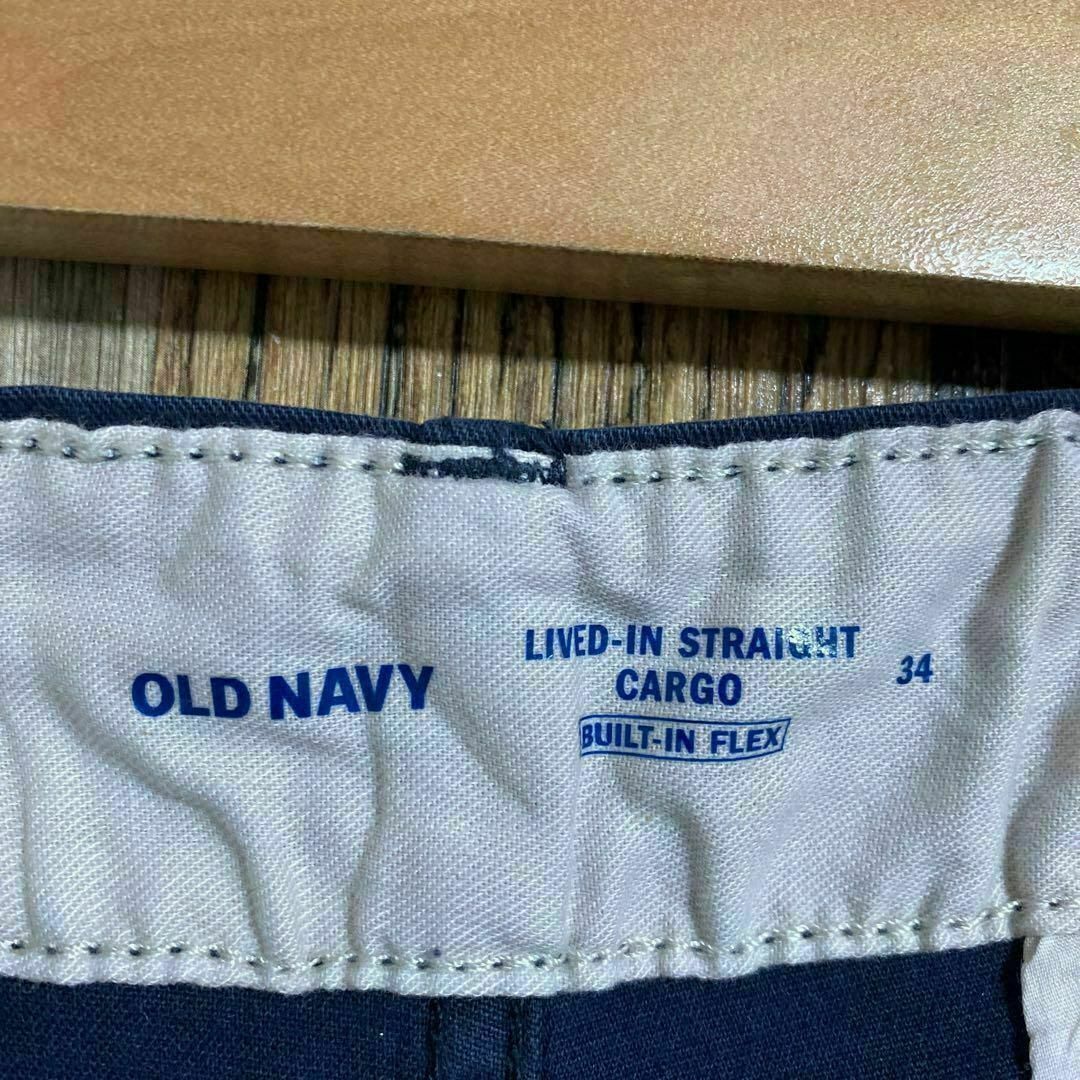 OLD NAVY
LIVED-IN STRAIGHT
CARGO
BUILT-IN FLEX
34